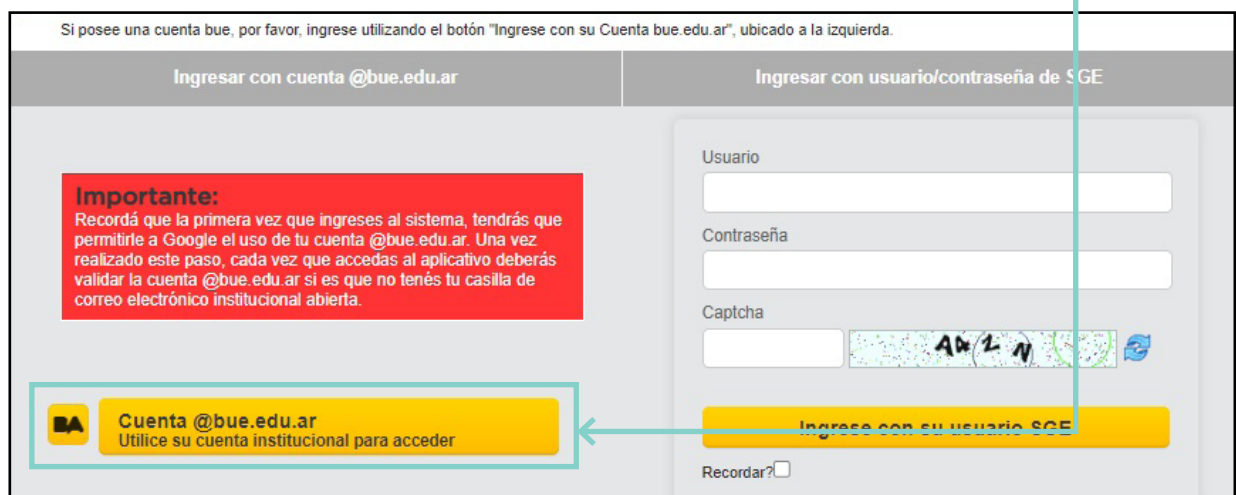 Si posee una cuenta bue, por favor, ingrese utilizando el botón "Ingrese con su Cuenta bue.edu.ar", ubicado a la izquierda.
Ingresar con cuenta @bue.edu.ar
Ingresar con usuario/contraseña de SGE
Importante:
Recordá que la primera vez que ingreses al sistema, tendrás que
permitirle a Google el uso de tu cuenta @bue.edu.ar. Una vez
realizado este paso, cada vez que accedas al aplicativo deberás
validar la cuenta @bue.edu.ar si es que no tenés tu casilla de
correo electrónico institucional abierta.
BA
Cuenta @bue.edu.ar
Utilice su cuenta institucional para acceder
Usuario
Contraseña
Captcha
Ingrese con su usuario SGE
Recordar?